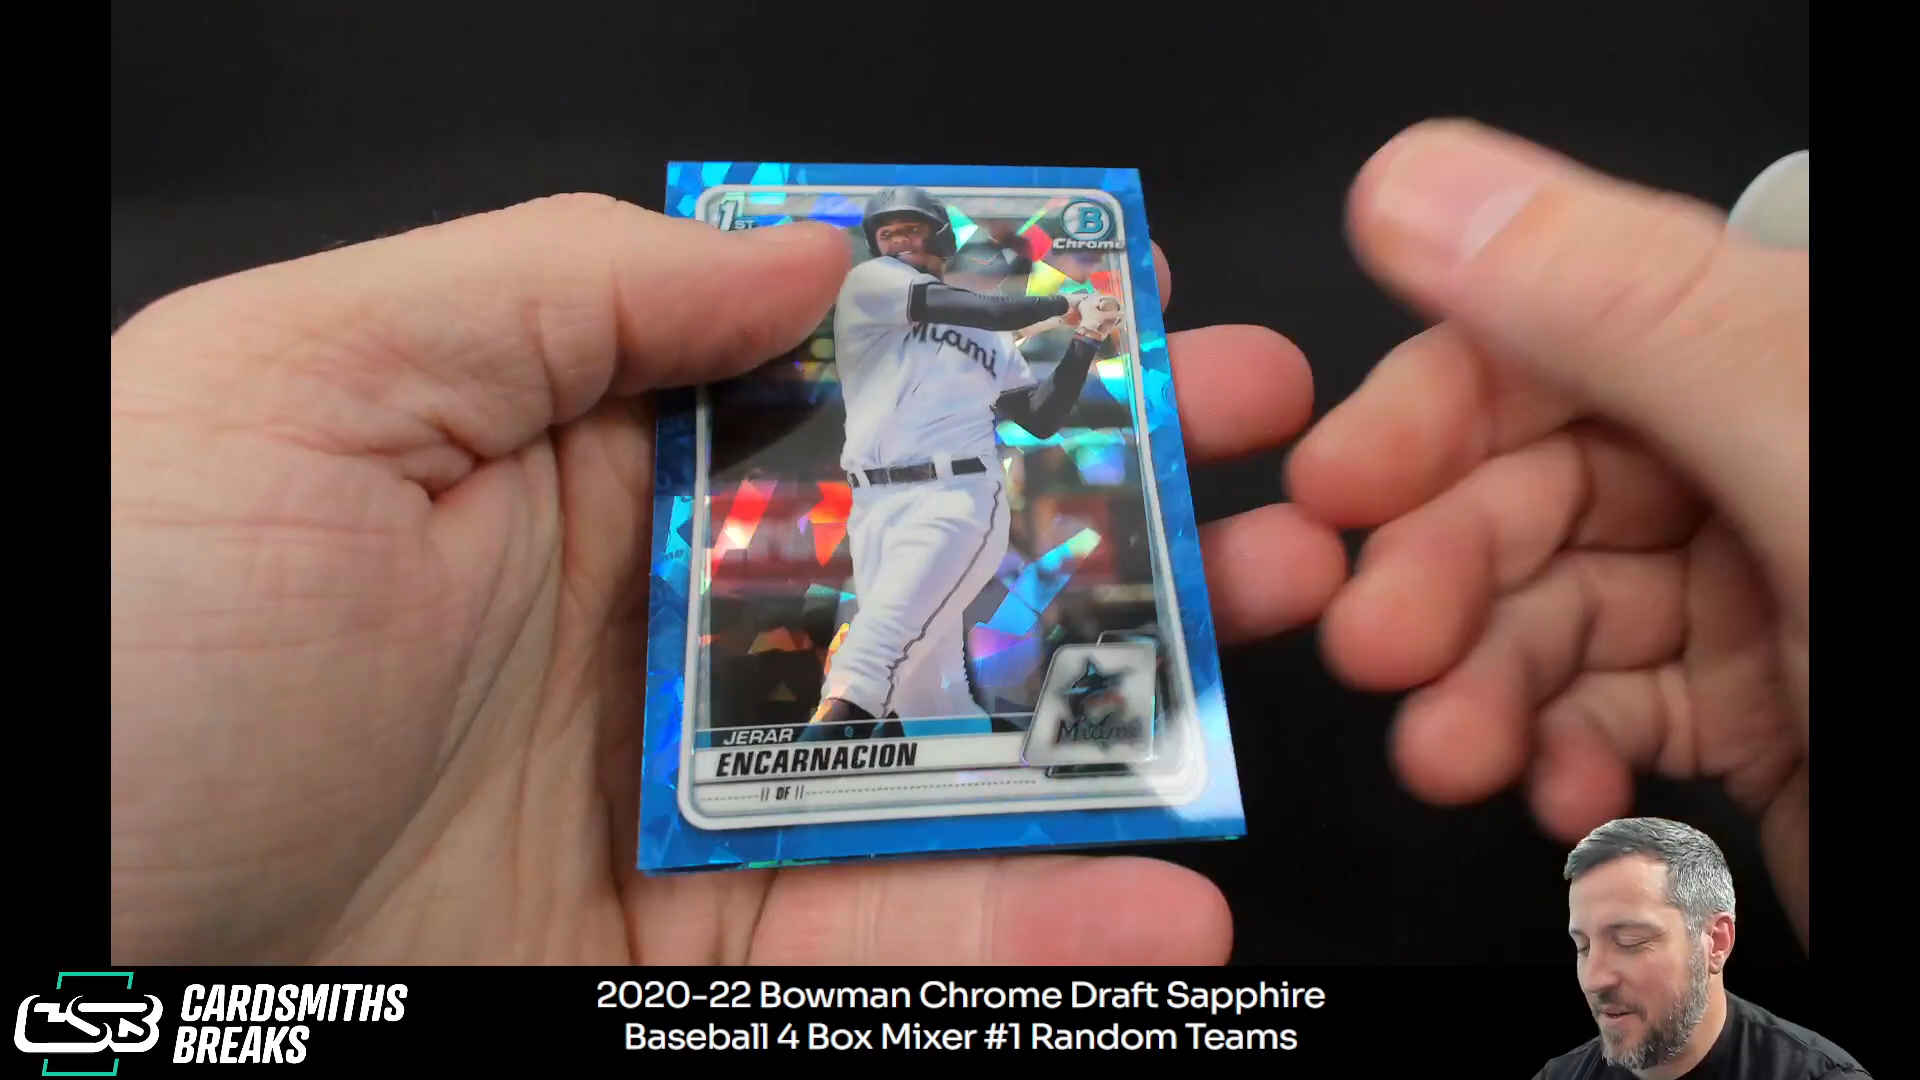 1ST
B
Chrome
Miami
Miami
JERAR
ENCARNACION
OF
CSB
CARDSMITHS
BREAKS
2020-22 Bowman Chrome Draft Sapphire
Baseball 4 Box Mixer #1 Random Teams